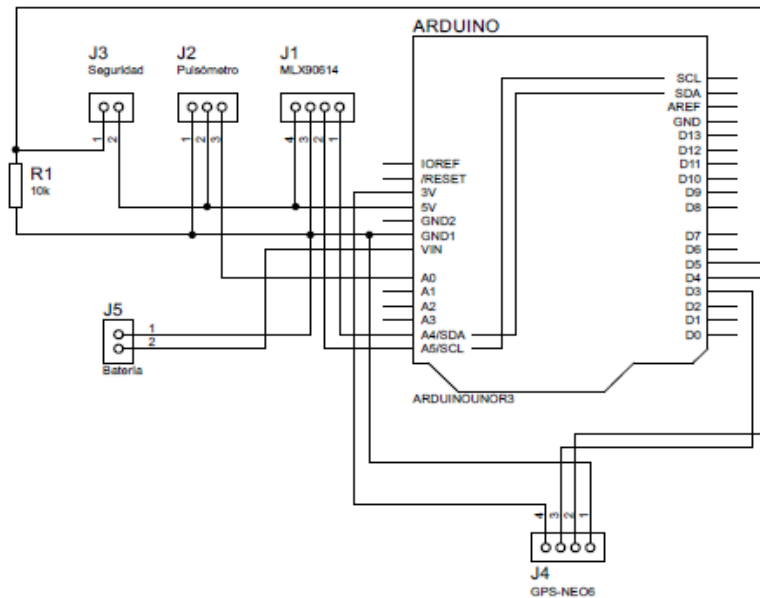 ARDUINO
J3
Seguridad
J2
Pulsómetro
J1
MLX90614
1
2
1
2
3
4
3
2
1
R1
10k
IOREF
/RESET
3V
5V
GND2
GND1
VIN
A0
A1
A2
A3
A4/SDA
A5/SCL
SCL
SDA
AREF
GND
D13
D12
D11
D10
D9
D8
D7
D6
D5
D4
D3
D2
D1
D0
J5
1
2
Batería
ARDUINOUNOR3
4
3
2
1
J4
GPS-NEO6